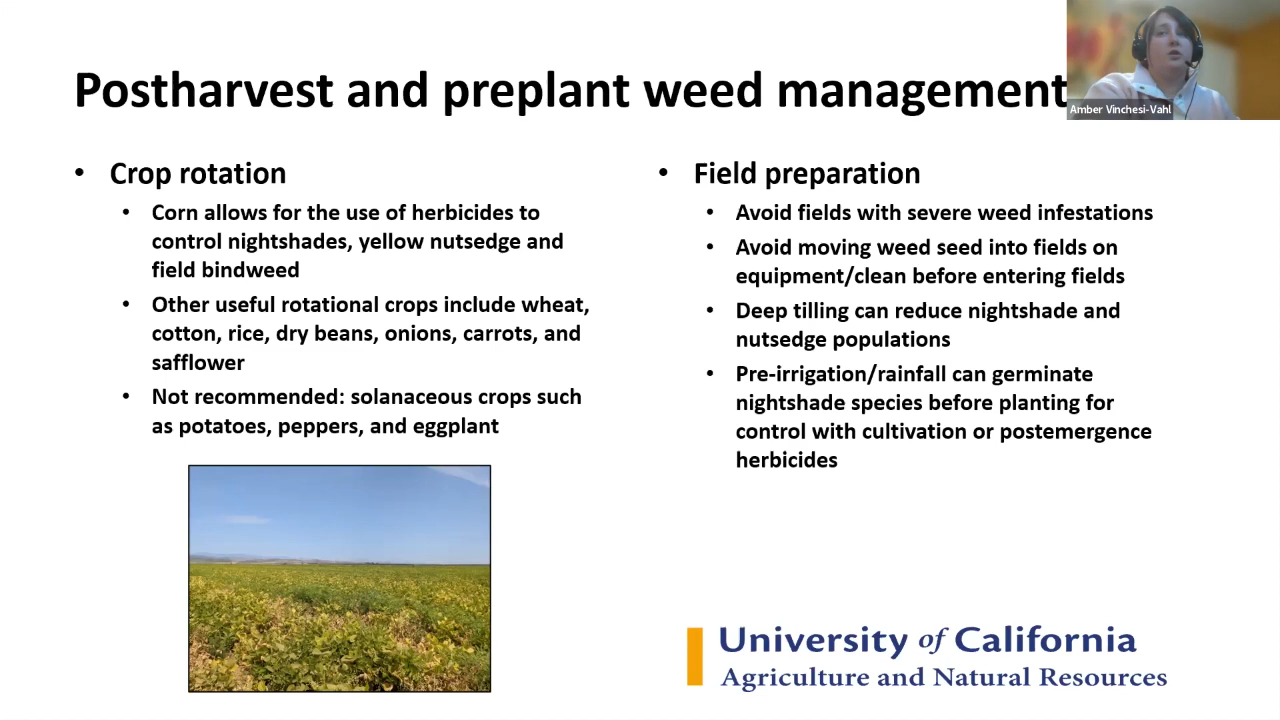 Postharvest and preplant weed management
Amber Vinchesi-Vahl
• Crop rotation
• Corn allows for the use of herbicides to
control nightshades, yellow nutsedge and
field bindweed
• Other useful rotational crops include wheat,
cotton, rice, dry beans, onions, carrots, and
safflower
• Not recommended: solanaceous crops such
as potatoes, peppers, and eggplant
• Field preparation
• Avoid fields with severe weed infestations
• Avoid moving weed seed into fields on
equipment/clean before entering fields
• Deep tilling can reduce nightshade and
nutsedge populations
• Pre-irrigation/rainfall can germinate
nightshade species before planting for
control with cultivation or postemergence
herbicides
University of California
Agriculture and Natural Resources